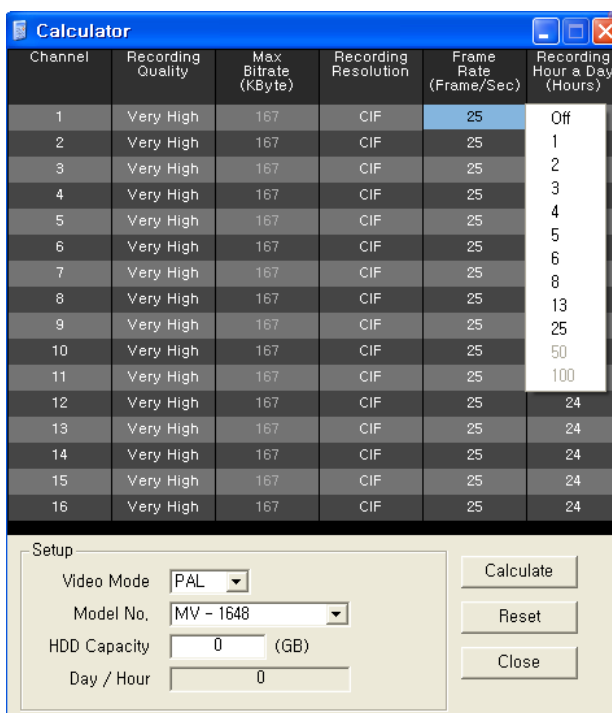 Calculator
Channel Recording Quality Max Bitrate (KByte) Recording Resolution Frame Rate (Frame/Sec) Recording Hour a Day (Hours)
1 Very High 167 CIF 25 Off
2 Very High 167 CIF 25 1
3 Very High 167 CIF 25 2
4 Very High 167 CIF 25 3
5 Very High 167 CIF 25 4
6 Very High 167 CIF 25 5
7 Very High 167 CIF 25 6
8 Very High 167 CIF 25 8
9 Very High 167 CIF 25 13
10 Very High 167 CIF 25 25
11 Very High 167 CIF 25 50
100
12 Very High 167 CIF 25 24
13 Very High 167 CIF 25 24
14 Very High 167 CIF 25 24
15 Very High 167 CIF 25 24
16 Very High 167 CIF 25 24
Setup
Video Mode PAL
Model No. MV - 1648
HDD Capacity 0 (GB)
Day / Hour 0
Calculate
Reset
Close